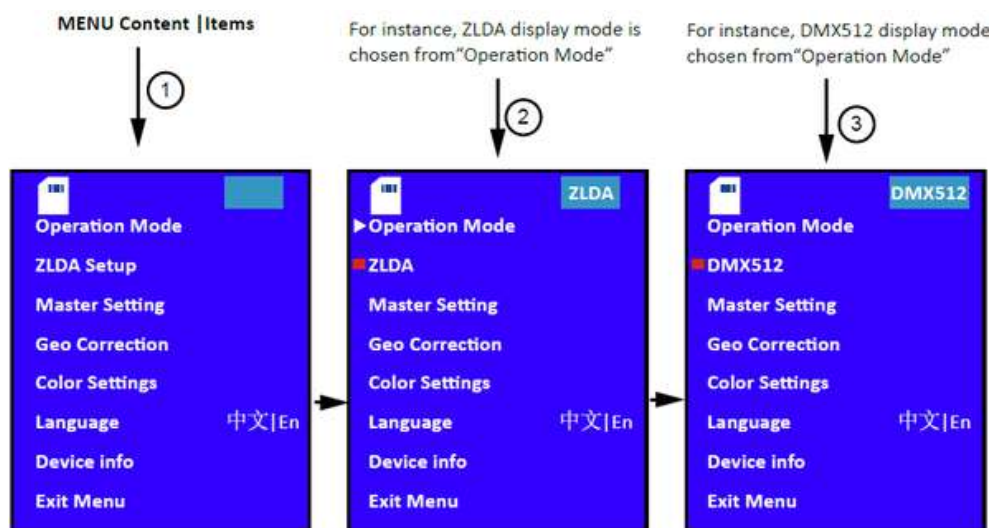 MENU Content |Items
1
Operation Mode
ZLDA Setup
Master Setting
Geo Correction
Color Settings
Language 中文|En
Device info
Exit Menu
For instance, ZLDA display mode is
chosen from“Operation Mode”
2
ZLDA
Operation Mode
ZLDA
Master Setting
Geo Correction
Color Settings
Language 中文|En
Device info
Exit Menu
For instance, DMX512 display mode
chosen from“Operation Mode”
3
DMX512
Operation Mode
DMX512
Master Setting
Geo Correction
Color Settings
Language 中文|En
Device info
Exit Menu